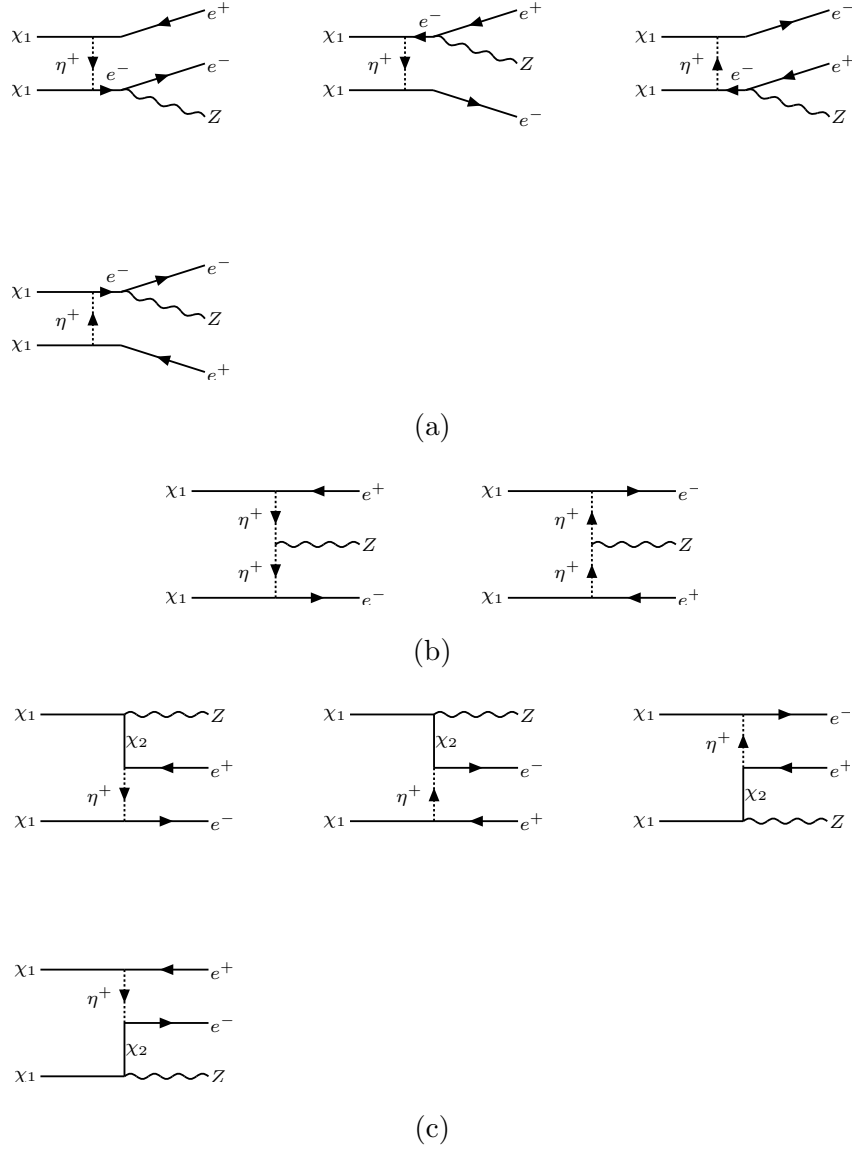 e⁺
χ₁
η⁺
e⁻
χ₁ e⁻
Z
e⁻ e⁺
χ₁
η⁺ Z
χ₁
e⁻
e⁻
χ₁
η⁺ e⁻ e⁺
χ₁
Z
e⁻ e⁻
χ₁
η⁺ Z
χ₁
e⁺
(a)
χ₁ e⁺
η⁺
Z
η⁺
χ₁ e⁻
χ₁ e⁻
η⁺
Z
η⁺
χ₁ e⁺
(b)
χ₁ Z
χ₂
e⁺
η⁺
χ₁ e⁻
χ₁ Z
χ₂
e⁻
η⁺
χ₁ e⁺
χ₁ e⁻
η⁺
e⁺
χ₂
χ₁ Z
χ₁ e⁺
η⁺
e⁻
χ₂
χ₁ Z
(c)